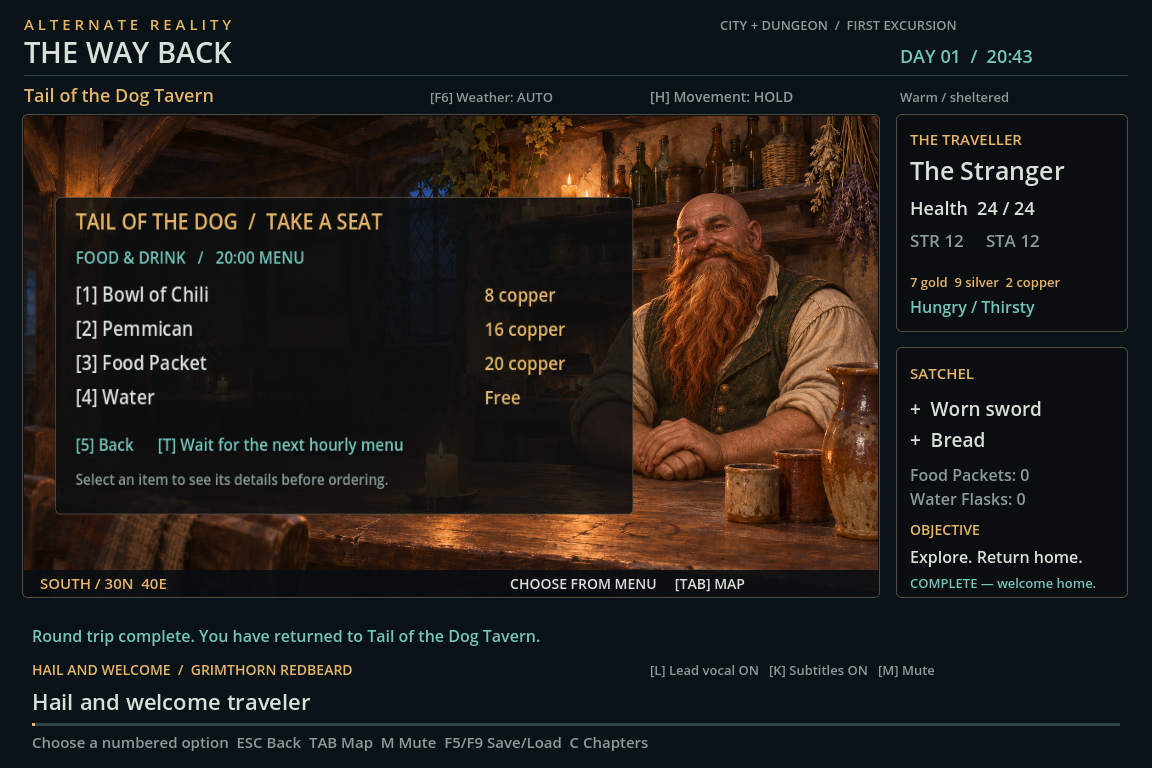 ALTERNATE REALITY
CITY + DUNGEON / FIRST EXCURSION
THE WAY BACK
DAY 01 / 20:43
Tail of the Dog Tavern
[F6] Weather: AUTO
[H] Movement: HOLD
Warm / sheltered
TAIL OF THE DOG / TAKE A SEAT
FOOD & DRINK / 20:00 MENU
[1] Bowl of Chili 8 copper
[2] Pemmican 16 copper
[3] Food Packet 20 copper
[4] Water Free
[5] Back [T] Wait for the next hourly menu
Select an item to see its details before ordering.
SOUTH / 30N 40E
CHOOSE FROM MENU [TAB] MAP
THE TRAVELLER
The Stranger
Health 24 / 24
STR 12 STA 12
7 gold 9 silver 2 copper
Hungry / Thirsty
SATCHEL
+ Worn sword
+ Bread
Food Packets: 0
Water Flasks: 0
OBJECTIVE
Explore. Return home.
COMPLETE — welcome home.
Round trip complete. You have returned to Tail of the Dog Tavern.
HAIL AND WELCOME / GRIMTHORN REDBEARD
[L] Lead vocal ON [K] Subtitles ON [M] Mute
Hail and welcome traveler
Choose a numbered option ESC Back TAB Map M Mute F5/F9 Save/Load C Chapters